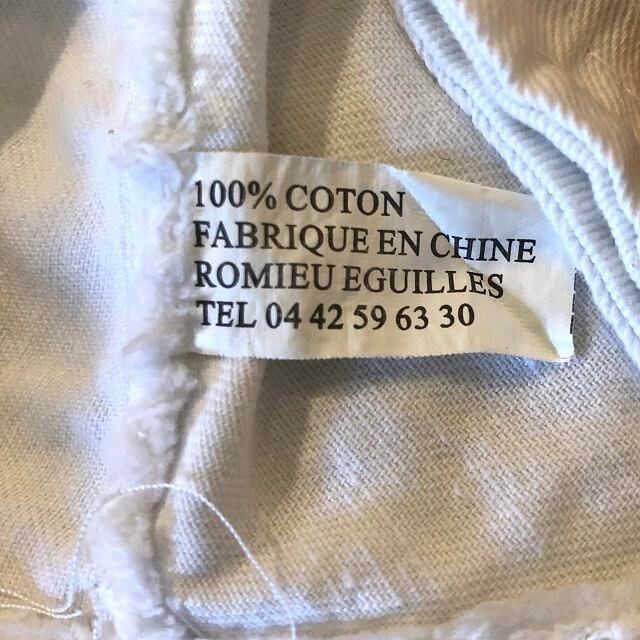 100% COTON
FABRIQUE EN CHINE
ROMIEU EGUILLES
TEL 04 42 59 63 30